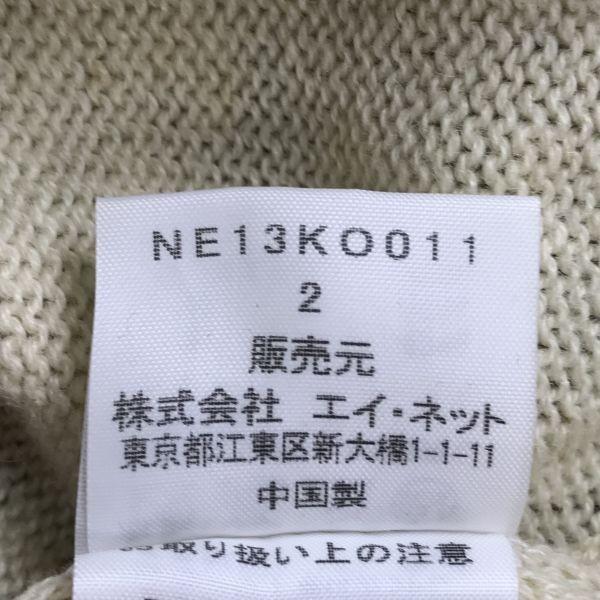 NE13KO011
2
販売元
株式会社 エイ・ネット
東京都江東区新大橋1-1-11
中国製
お取り扱い上の注意